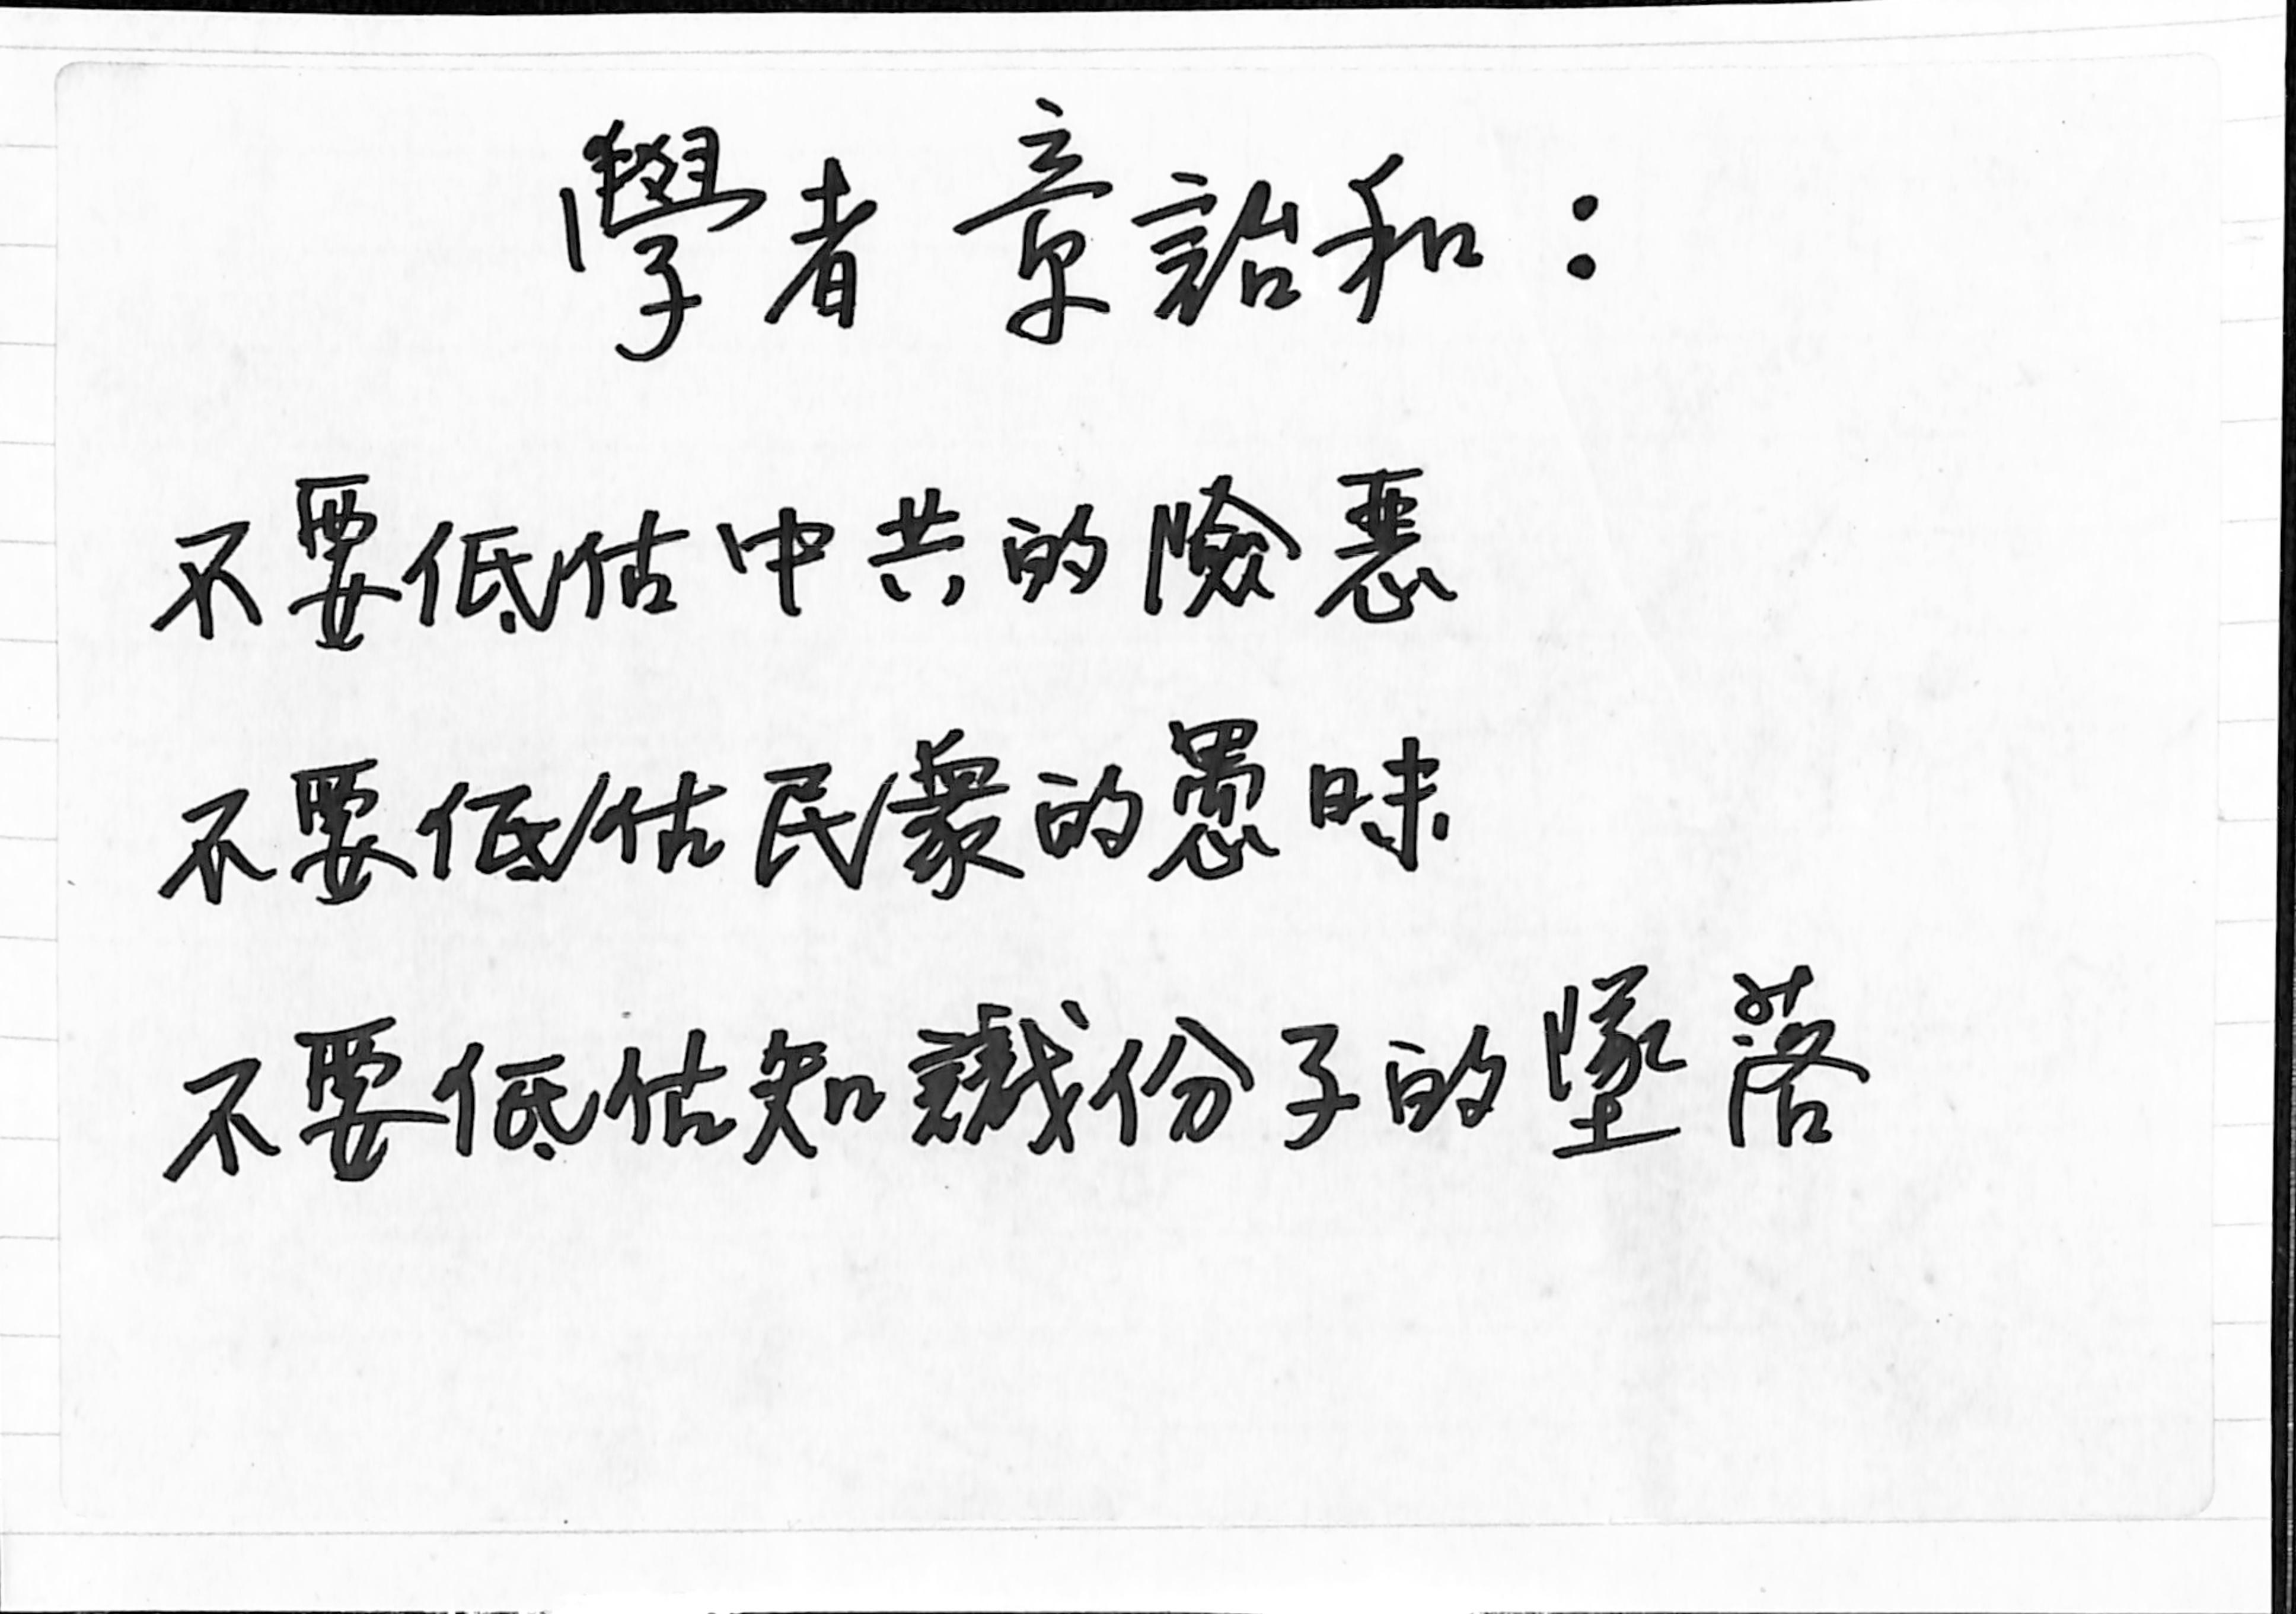 學者 章詒和：
不要低估中共的險惡
不要低估民衆的愚昧
不要低估知識份子的墜落